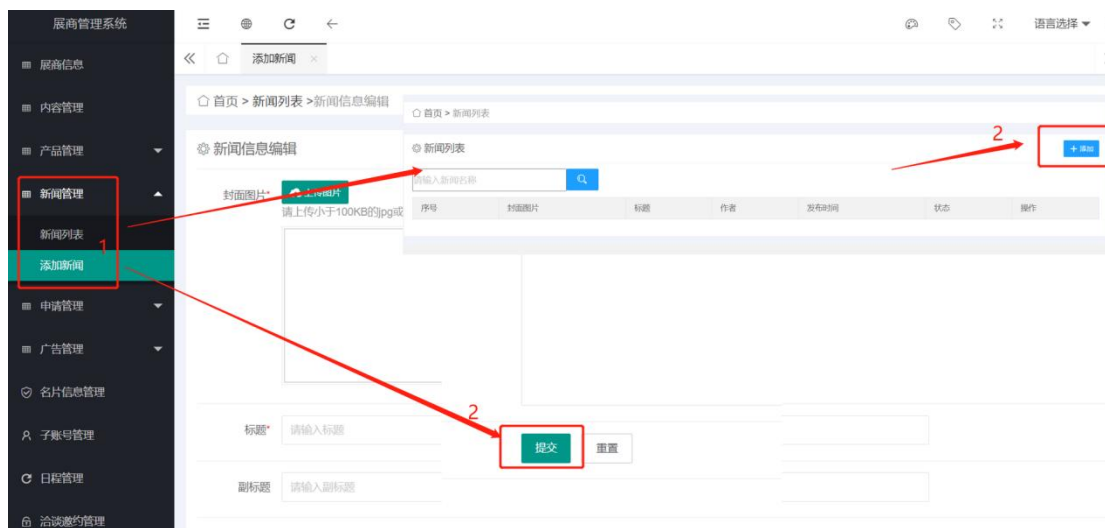 展商管理系统
语言选择
展商信息
添加新闻
内容管理
首页 > 新闻列表 >新闻信息编辑
首页 > 新闻列表
产品管理
新闻信息编辑
新闻列表
2
+ 添加
新闻管理
封面图片*
上传图片
请输入新闻名称
请上传小于100KB的jpg或
序号
封面图片
标题
作者
发布时间
状态
操作
新闻列表
1
添加新闻
申请管理
广告管理
名片信息管理
2
子账号管理
标题*
请输入标题
提交
重置
日程管理
副标题
请输入副标题
洽谈邀约管理